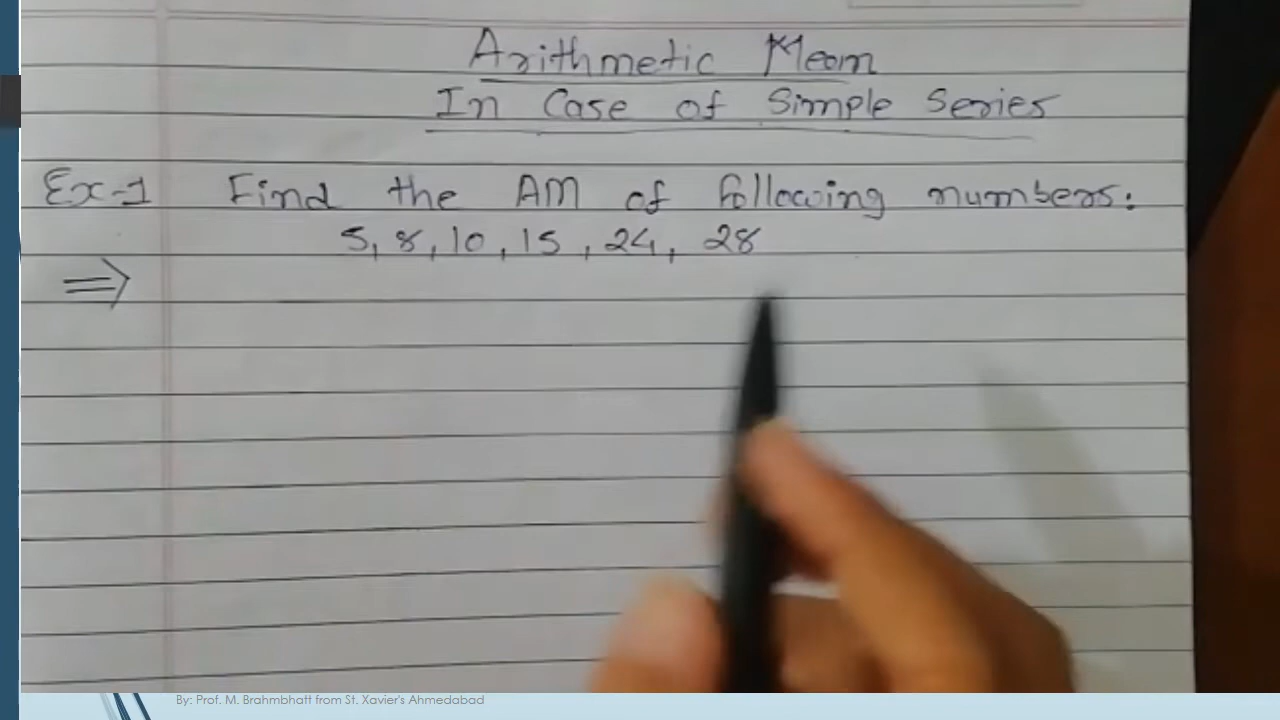 Arithmetic Mean
In Case of Simple Series
Ex-1 Find the AM of following numbers:
5, 8, 10, 15, 24, 28
⇒
By: Prof. M. Brahmbhatt from St. Xavier's Ahmedabad